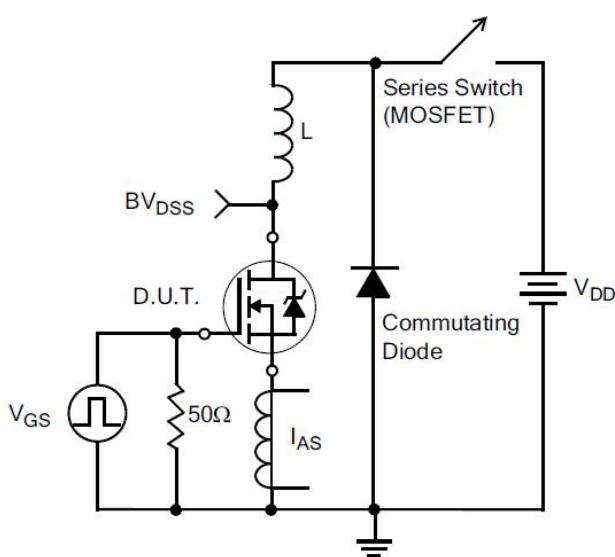 Series Switch
(MOSFET)
L
BVDSS
D.U.T.
VDD
Commutating
Diode
VGS
50Ω
IAS